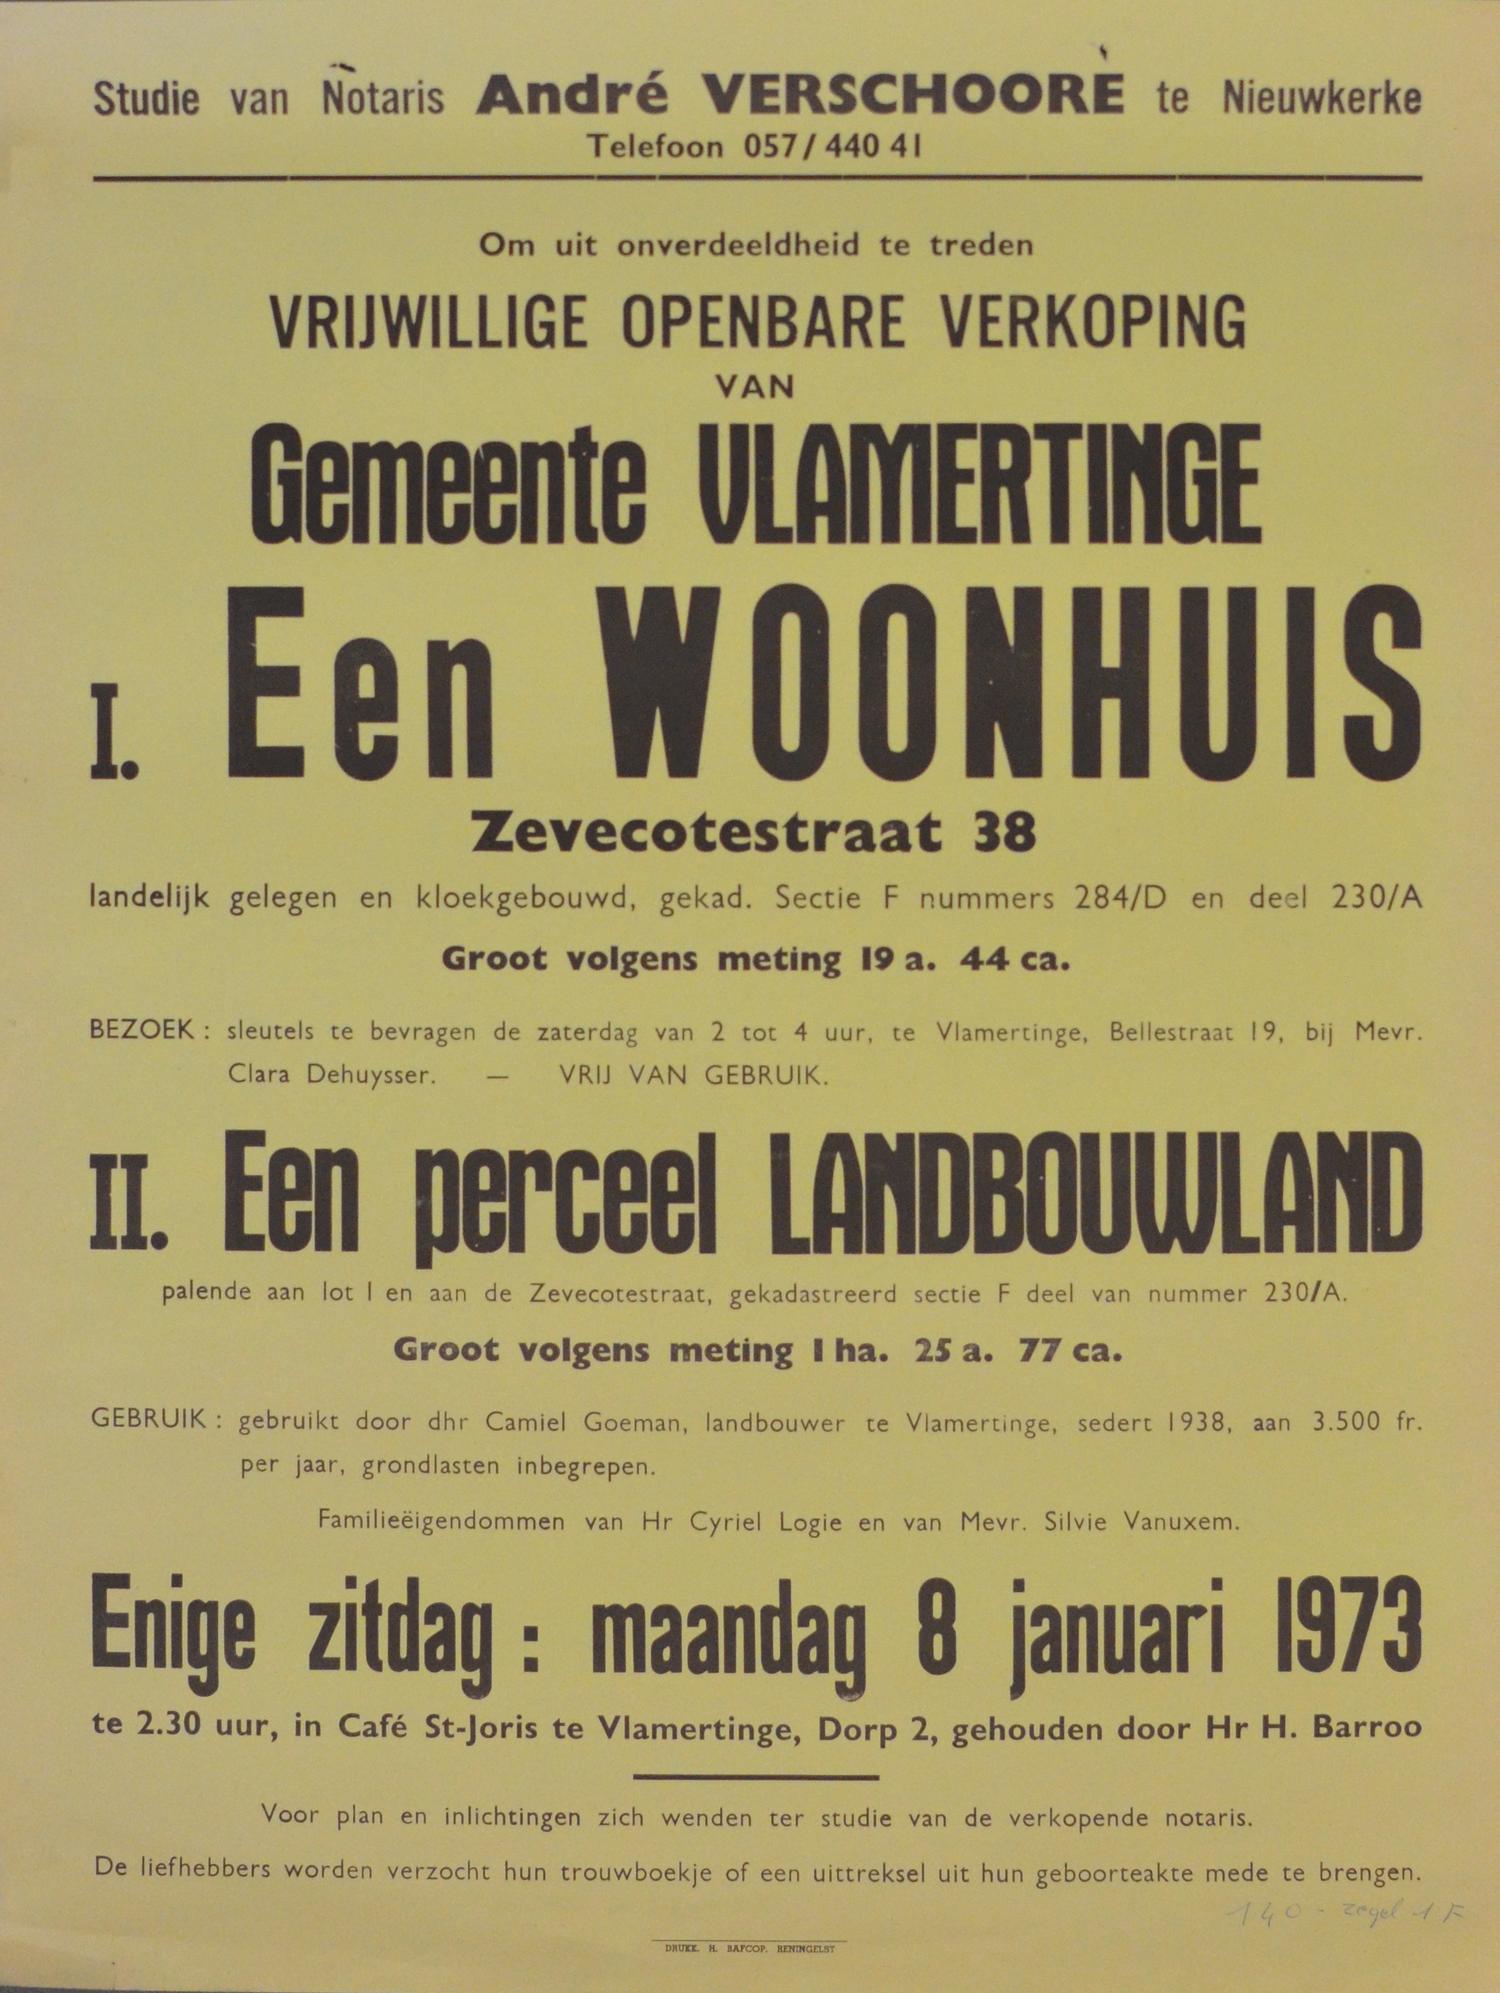 Studie van Notaris André VERSCHOORE te Nieuwkerke
Telefoon 057/440 41
Om uit onverdeeldheid te treden
VRIJWILLIGE OPENBARE VERKOPING
VAN
Gemeente VLAMERTINGE
I. Een WOONHUIS
Zevecotestraat 38
landelijk gelegen en kloekgebouwd, gekad. Sectie F nummers 284/D en deel 230/A
Groot volgens meting 19 a. 44 ca.
BEZOEK : sleutels te bevragen de zaterdag van 2 tot 4 uur, te Vlamertinge, Bellestraat 19, bij Mevr.
Clara Dehuysser. — VRIJ VAN GEBRUIK.
II. Een perceel LANDBOUWLAND
palende aan lot I en aan de Zevecotestraat, gekadastreerd sectie F deel van nummer 230/A.
Groot volgens meting 1 ha. 25 a. 77 ca.
GEBRUIK : gebruikt door dhr Camiel Goeman, landbouwer te Vlamertinge, sedert 1938, aan 3.500 fr.
per jaar, grondlasten inbegrepen.
Familieëigendommen van Hr Cyriel Logie en van Mevr. Silvie Vanuxem.
Enige zitdag : maandag 8 januari 1973
te 2.30 uur, in Café St-Joris te Vlamertinge, Dorp 2, gehouden door Hr H. Barroo
Voor plan en inlichtingen zich wenden ter studie van de verkopende notaris.
De liefhebbers worden verzocht hun trouwboekje of een uittreksel uit hun geboorteakte mede te brengen.
140 - zegel 1 F
DRUKK. H. BAFCOP. RENINGELST